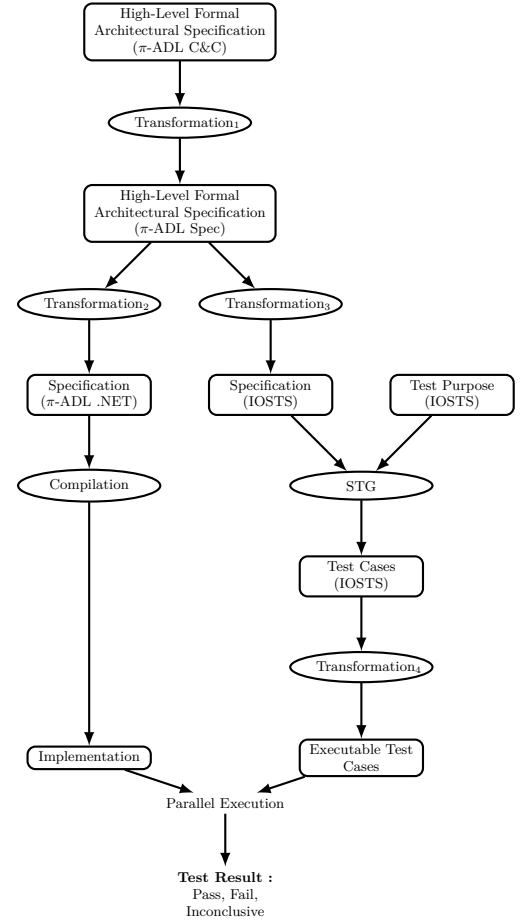 High-Level Formal
Architectural Specification
(π-ADL C&C)
Transformation₁
High-Level Formal
Architectural Specification
(π-ADL Spec)
Transformation₂
Transformation₃
Specification
(π-ADL .NET)
Specification
(IOSTS)
Test Purpose
(IOSTS)
Compilation
STG
Test Cases
(IOSTS)
Transformation₄
Implementation
Executable Test
Cases
Parallel Execution
Test Result :
Pass, Fail,
Inconclusive